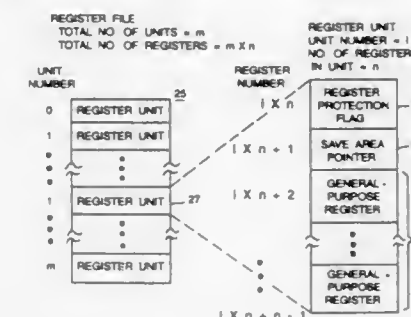 REGISTER FILE
TOTAL NO OF UNITS = m
TOTAL NO OF REGISTERS = m X n
UNIT
NUMBER
25
0 REGISTER UNIT
1 REGISTER UNIT
1 REGISTER UNIT 27
m REGISTER UNIT
REGISTER UNIT
UNIT NUMBER = i
NO OF REGISTER
IN UNIT = n
REGISTER
NUMBER
i X n
REGISTER
PROTECTION
FLAG
i X n + 1
SAVE AREA
POINTER
i X n + 2
GENERAL -
PURPOSE
REGISTER
GENERAL -
PURPOSE
REGISTER
i X n + n - 1